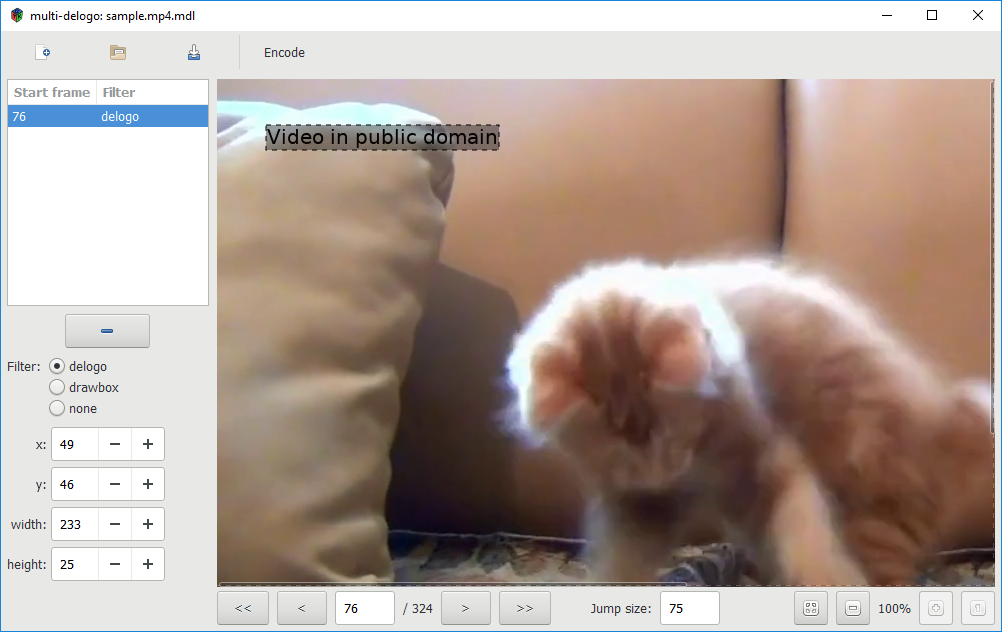 multi-delogo: sample.mp4.mdl
Encode
Start frame Filter
76 delogo
Filter: delogo
drawbox
none
x: 49 − +
y: 46 − +
width: 233 − +
height: 25 − +
Video in public domain
<< < 76 / 324 > >> Jump size: 75 100%